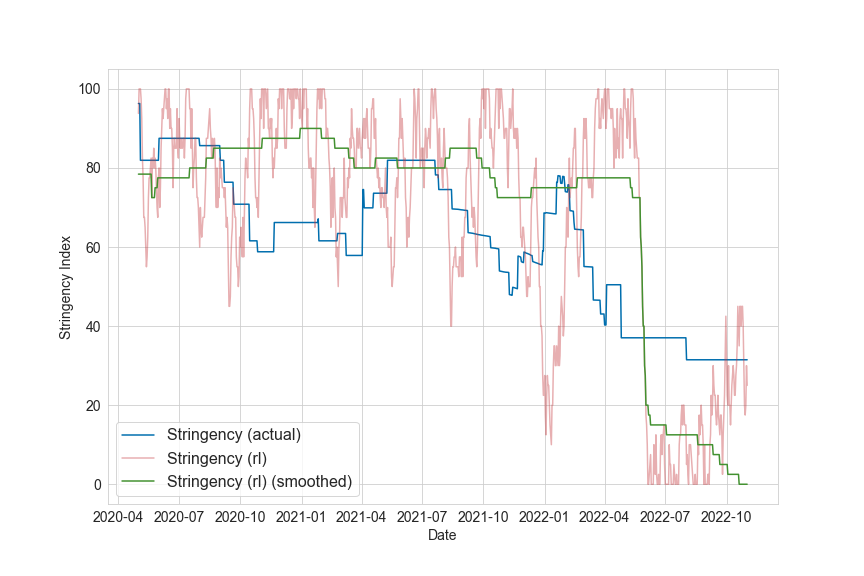 100
80
60
40
20
0
Stringency Index
Stringency (actual)
Stringency (rl)
Stringency (rl) (smoothed)
2020-04 2020-07 2020-10 2021-01 2021-04 2021-07 2021-10 2022-01 2022-04 2022-07 2022-10
Date